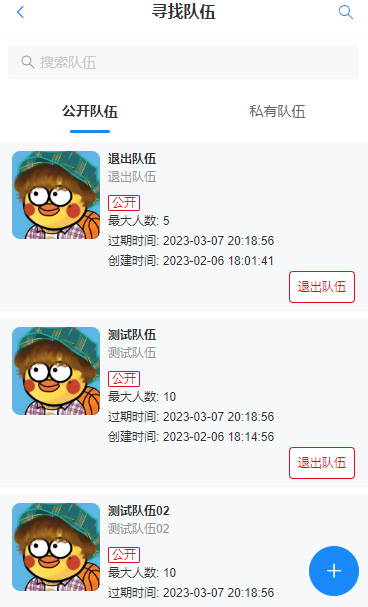 寻找队伍
搜索队伍
公开队伍
私有队伍
退出队伍
退出队伍
公开
最大人数: 5
过期时间: 2023-03-07 20:18:56
创建时间: 2023-02-06 18:01:41
退出队伍
测试队伍
测试队伍
公开
最大人数: 10
过期时间: 2023-03-07 20:18:56
创建时间: 2023-02-06 18:14:56
退出队伍
测试队伍02
测试队伍02
公开
最大人数: 10
过期时间: 2023-03-07 20:18:56